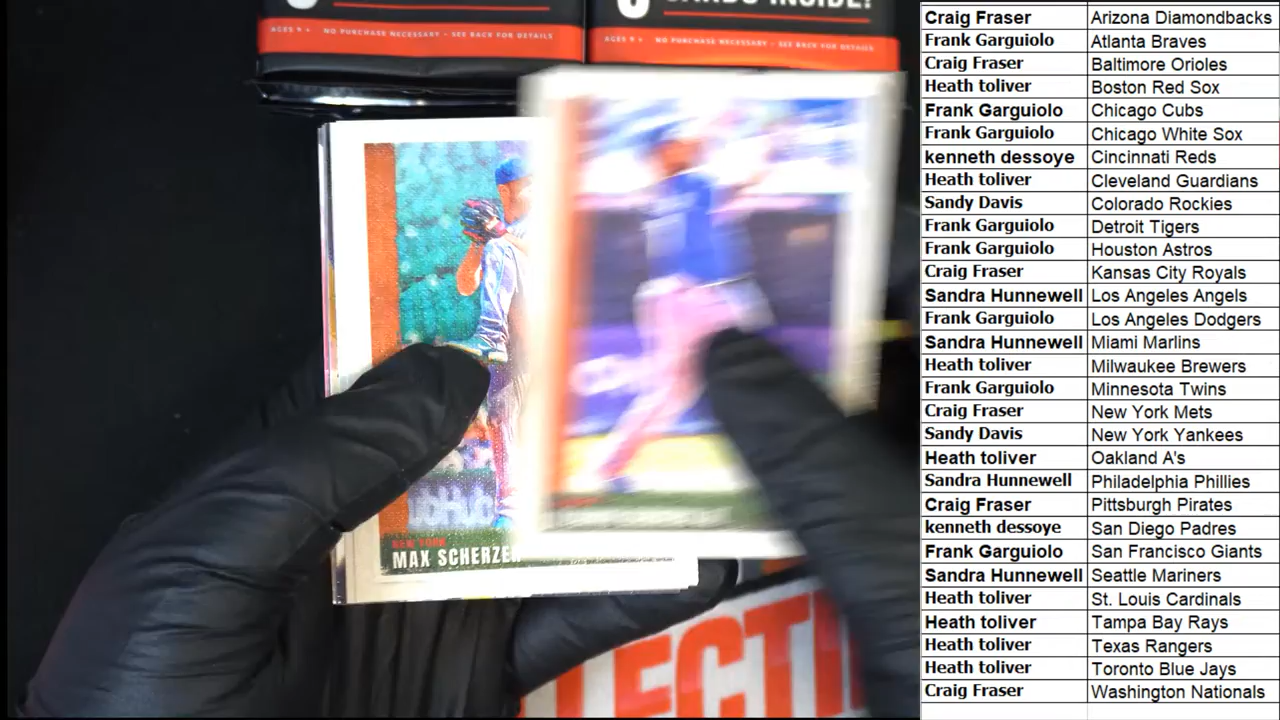 CARDS INSIDE!
AGES 9+ NO PURCHASE NECESSARY - SEE BACK FOR DETAILS
AGES 9+ NO PURCHASE NECESSARY - SEE BACK FOR DETAILS
NEW YORK
MAX SCHERZER
LECTI
Craig Fraser Arizona Diamondbacks
Frank Garguiolo Atlanta Braves
Craig Fraser Baltimore Orioles
Heath toliver Boston Red Sox
Frank Garguiolo Chicago Cubs
Frank Garguiolo Chicago White Sox
kenneth dessoye Cincinnati Reds
Heath toliver Cleveland Guardians
Sandy Davis Colorado Rockies
Frank Garguiolo Detroit Tigers
Frank Garguiolo Houston Astros
Craig Fraser Kansas City Royals
Sandra Hunnewell Los Angeles Angels
Frank Garguiolo Los Angeles Dodgers
Sandra Hunnewell Miami Marlins
Heath toliver Milwaukee Brewers
Frank Garguiolo Minnesota Twins
Craig Fraser New York Mets
Sandy Davis New York Yankees
Heath toliver Oakland A's
Sandra Hunnewell Philadelphia Phillies
Craig Fraser Pittsburgh Pirates
kenneth dessoye San Diego Padres
Frank Garguiolo San Francisco Giants
Sandra Hunnewell Seattle Mariners
Heath toliver St. Louis Cardinals
Heath toliver Tampa Bay Rays
Heath toliver Texas Rangers
Heath toliver Toronto Blue Jays
Craig Fraser Washington Nationals